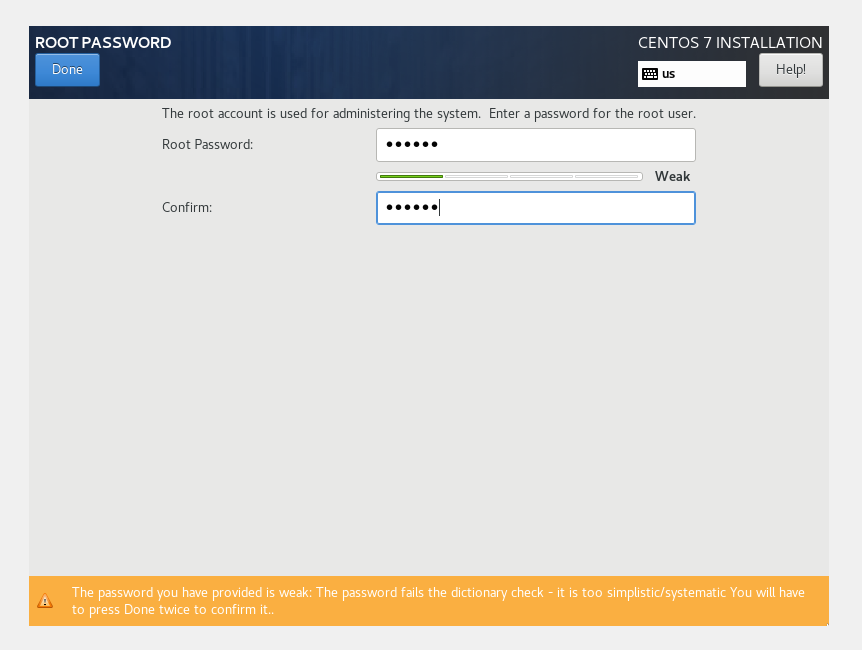 ROOT PASSWORD
CENTOS 7 INSTALLATION
Done
us
Help!
The root account is used for administering the system.  Enter a password for the root user.
Root Password:
••••••
Weak
Confirm:
••••••
The password you have provided is weak: The password fails the dictionary check - it is too simplistic/systematic You will have
to press Done twice to confirm it..